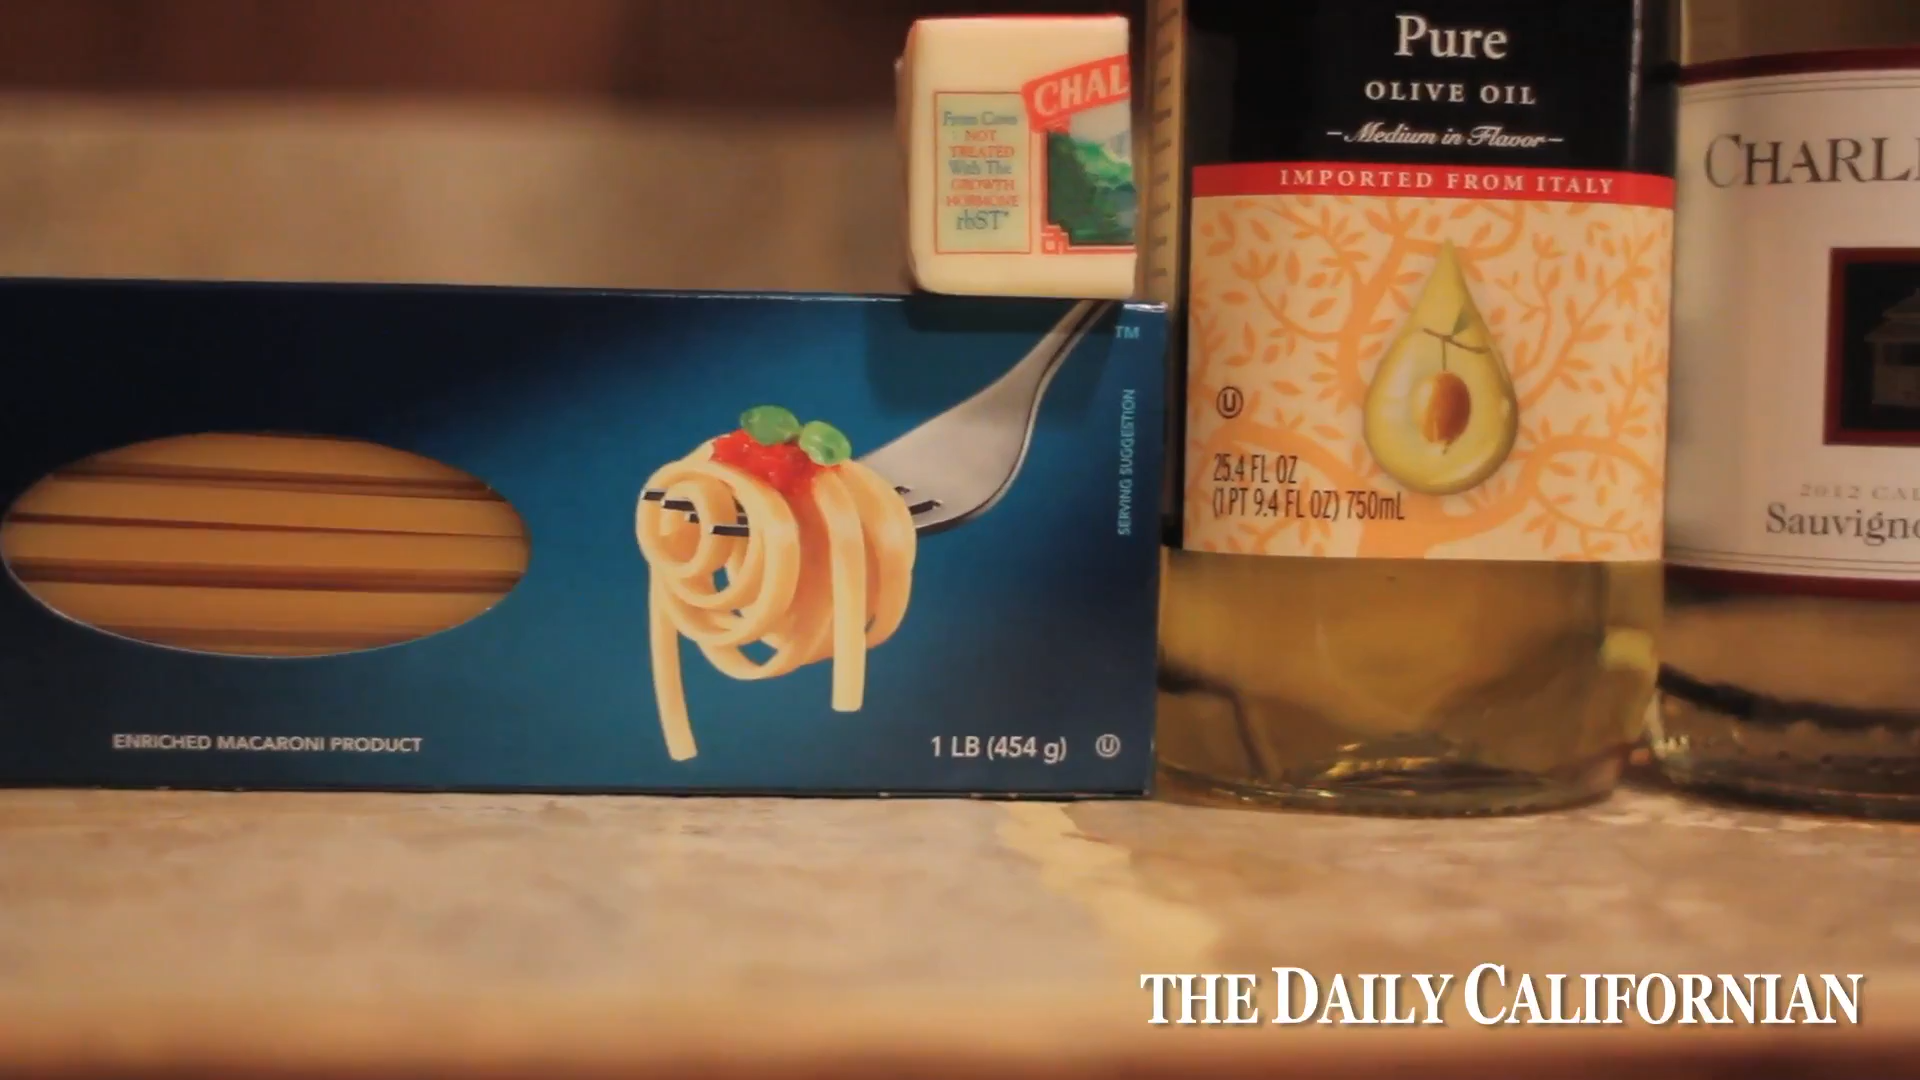 CHAL
From Cows
NOT
TREATED
With The
GROWTH
HORMONE
rbST*
TM
SERVING SUGGESTION
ENRICHED MACARONI PRODUCT
1 LB (454 g) U
Pure
OLIVE OIL
-Medium in Flavor-
IMPORTED FROM ITALY
U
25.4 FL OZ
(1 PT 9.4 FL OZ) 750mL
CHARL
2012 CAL
Sauvigno
THE DAILY CALIFORNIAN